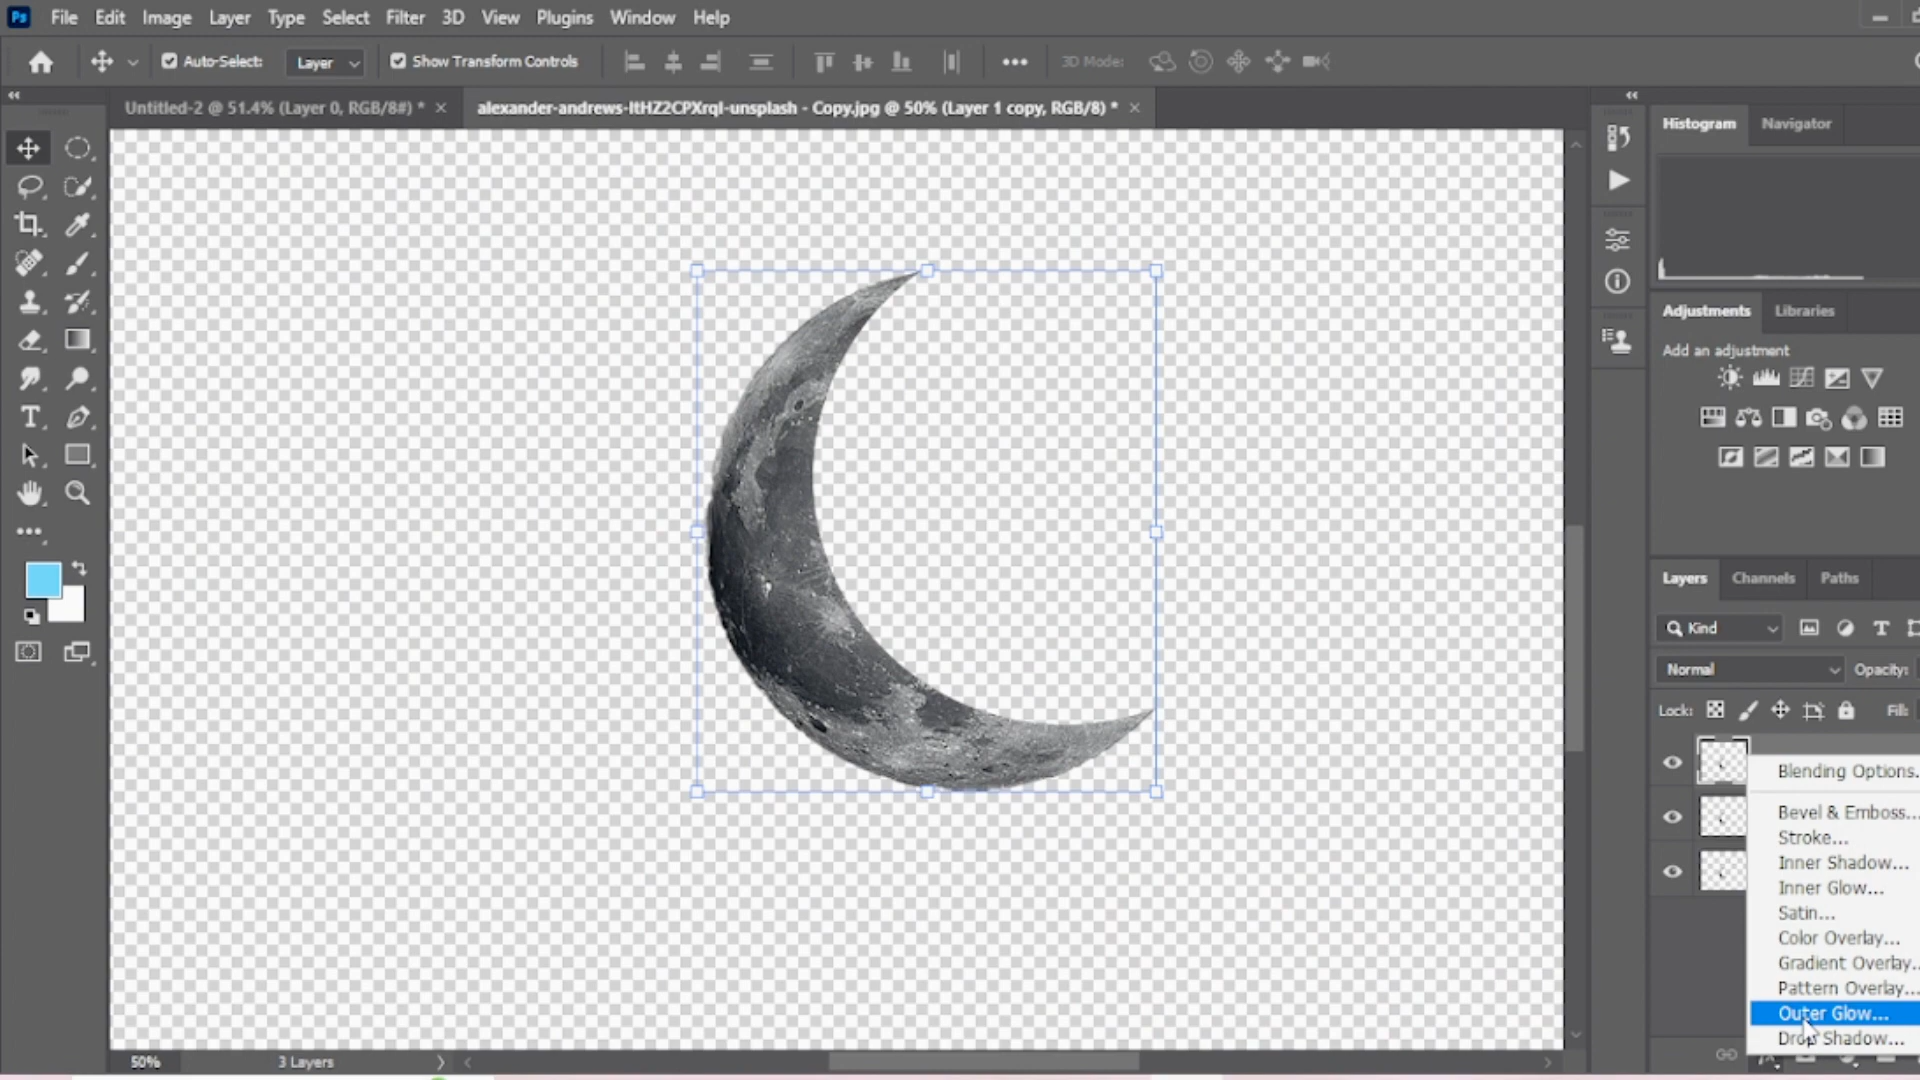 Ps File Edit Image Layer Type Select Filter 3D View Plugins Window Help
Auto-Select: Layer Show Transform Controls 3D Mode:
Untitled-2 @ 51.4% (Layer 0, RGB/8#) * alexander-andrews-ItHZ2CPXrqI-unsplash - Copy.jpg @ 50% (Layer 1 copy, RGB/8) *
Histogram Navigator
Adjustments Libraries
Add an adjustment
Layers Channels Paths
Kind
Normal Opacity:
Lock: Fill:
Blending Options.
Bevel & Emboss...
Stroke...
Inner Shadow...
Inner Glow...
Satin...
Color Overlay...
Gradient Overlay..
Pattern Overlay...
Outer Glow...
Drop Shadow...
50% 3 Layers